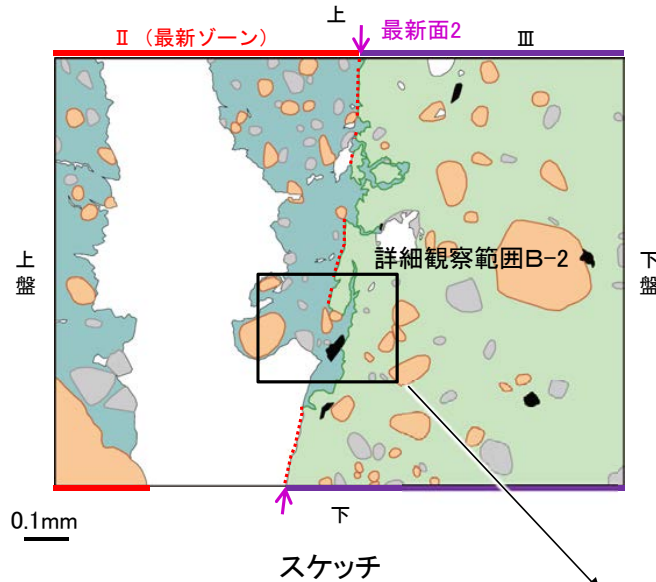 上
Ⅱ（最新ゾーン）
最新面2
Ⅲ
上盤
詳細観察範囲B-2
下盤
0.1mm
下
スケッチ